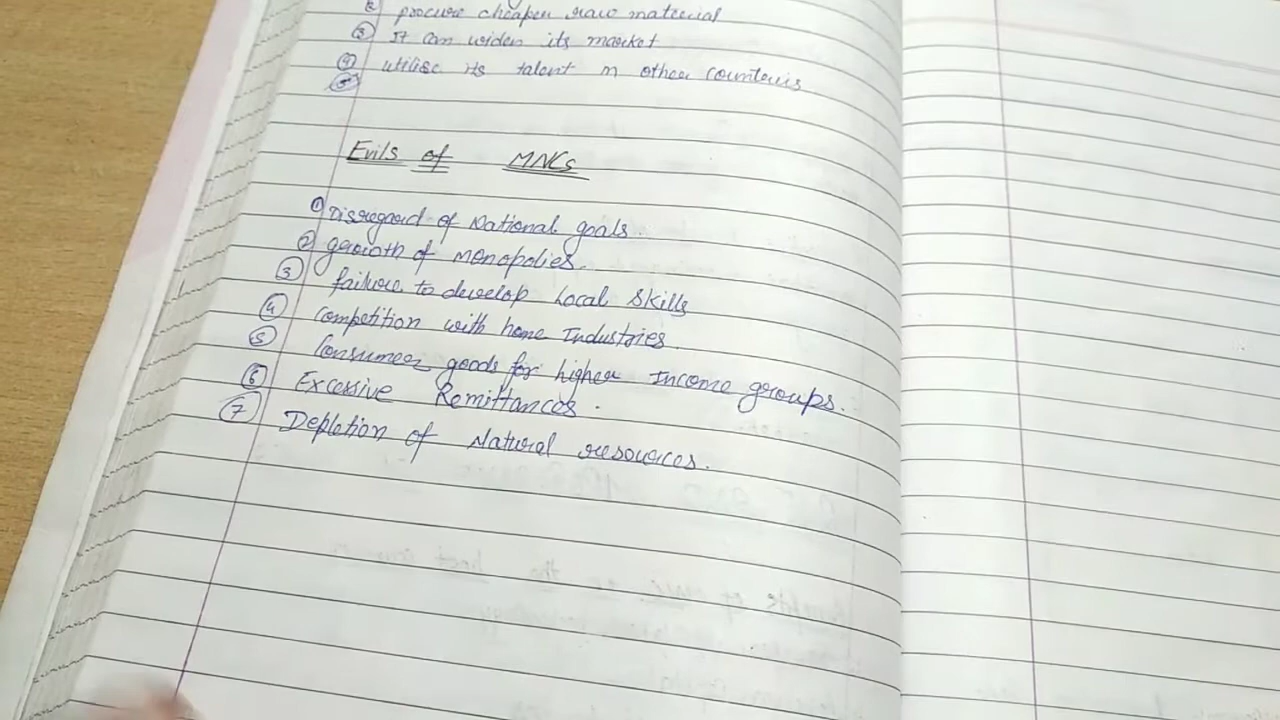 ② procure cheaper raw material
③ It can widen its market
④ utilise its talent in other countries
⑤
Evils of MNCs
① Disregard of National goals.
② growth of monopolies.
③ failure to develop Local Skills
④ competition with home Industries.
⑤ Consumer goods for higher Income groups.
⑥ Excessive Remittances.
⑦ Depletion of Natural resources.